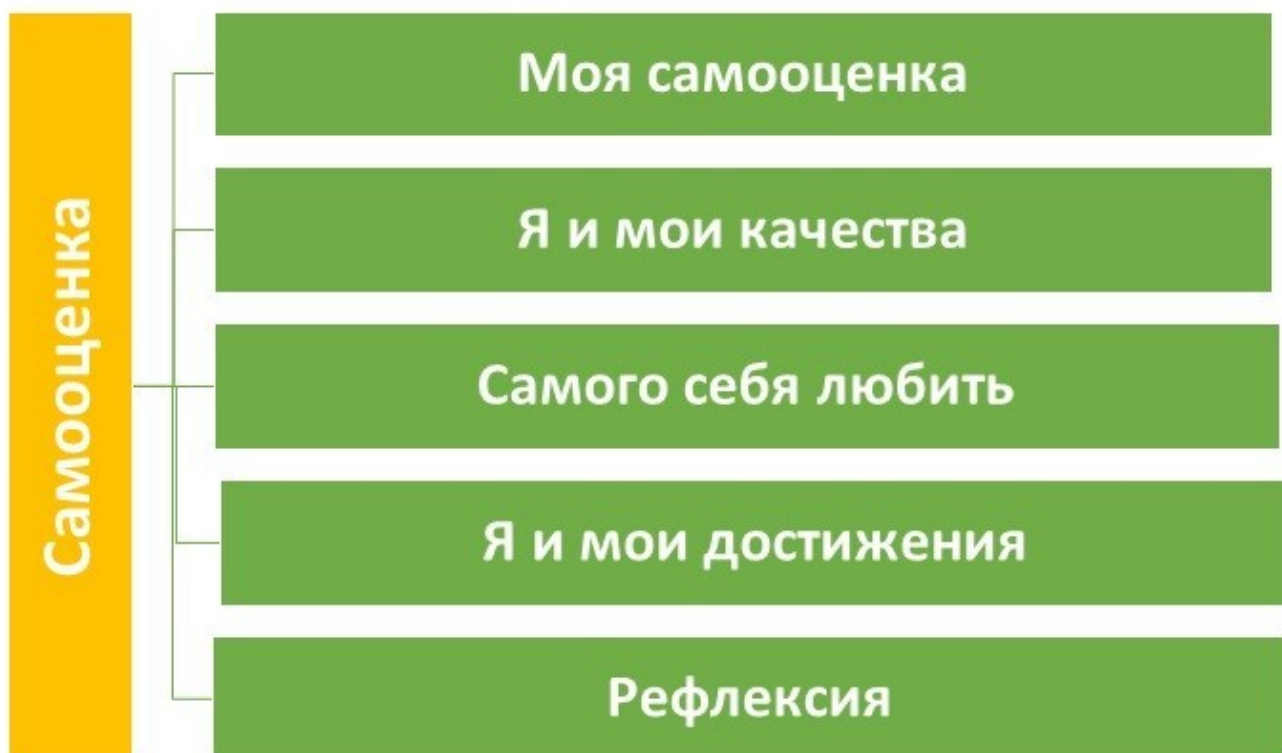 Самооценка
Моя самооценка
Я и мои качества
Самого себя любить
Я и мои достижения
Рефлексия